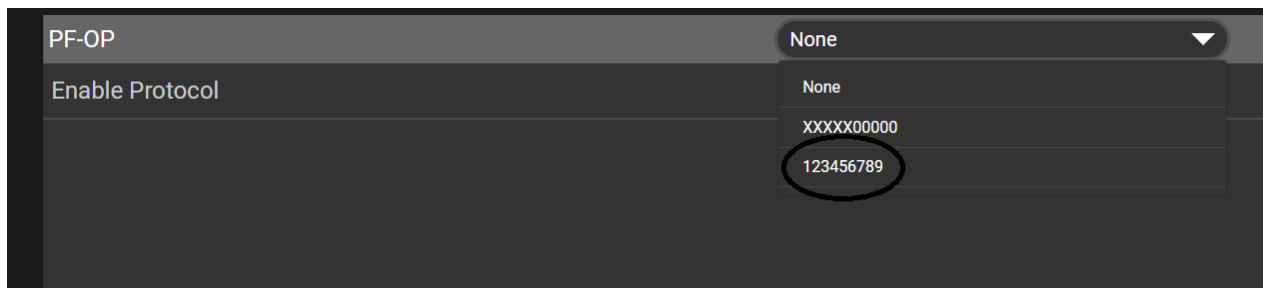 PF-OP None
Enable Protocol
None
XXXXX00000
123456789